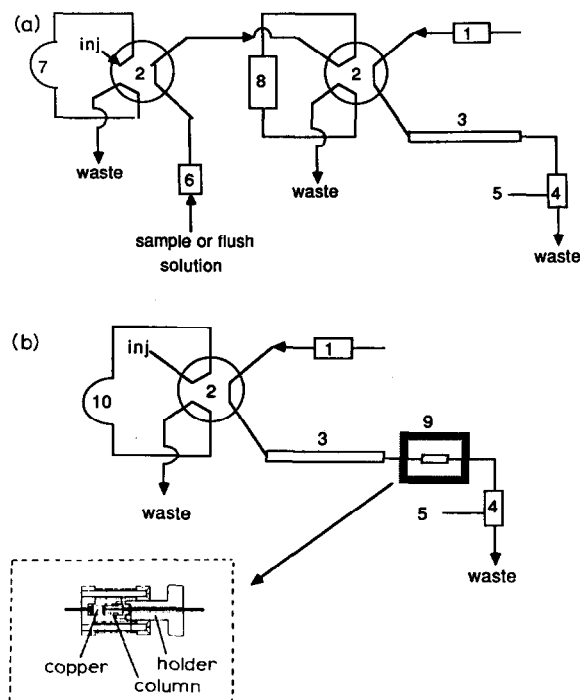 (a)
inj
7
2
8
2
1
3
waste
waste
6
5
4
sample or flush
solution
waste
(b)
inj
1
10
2
9
3
waste
5
4
waste
copper
column
holder